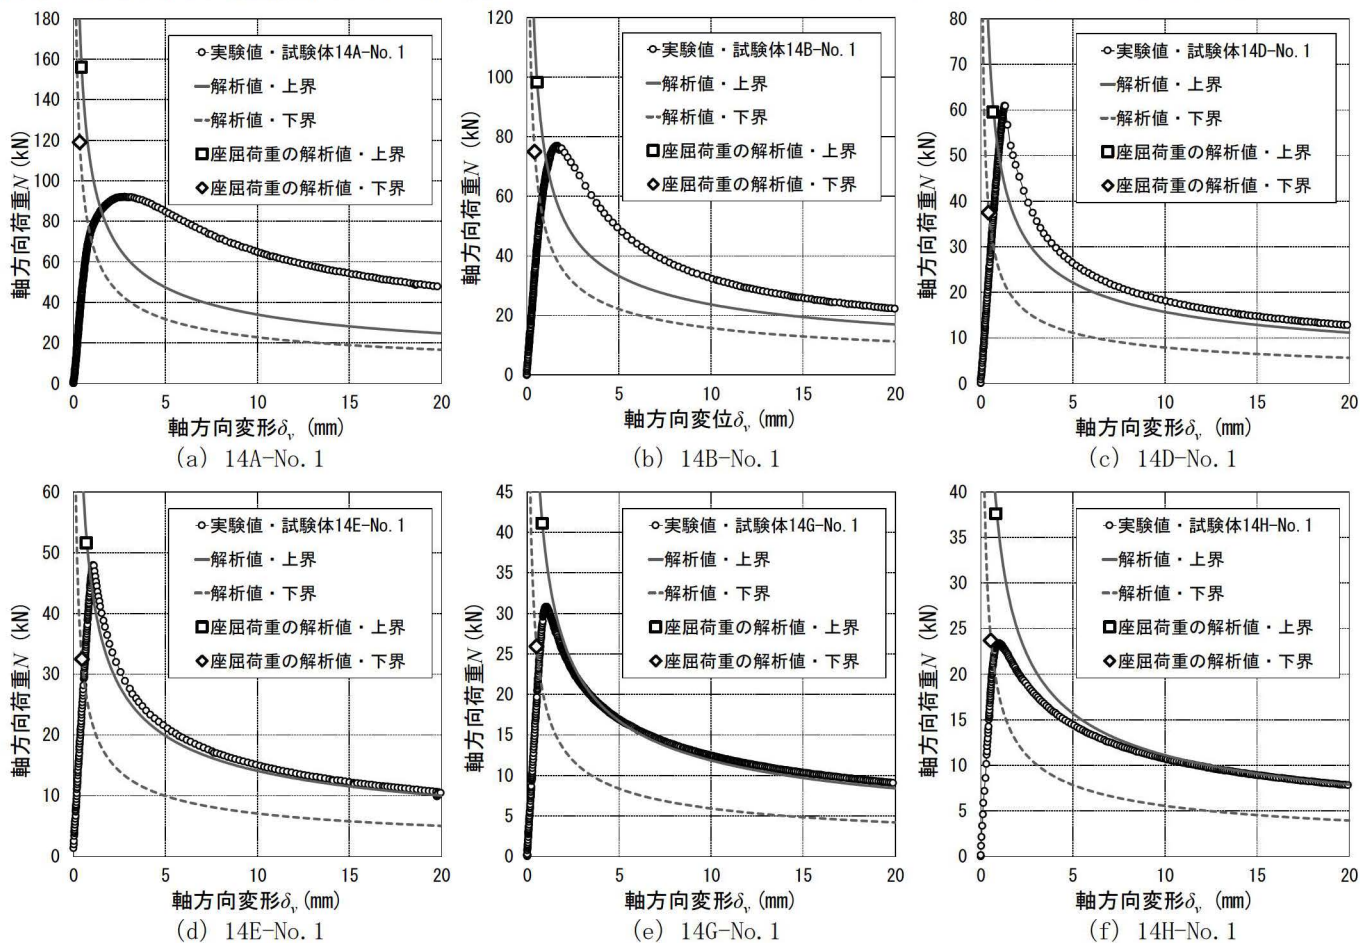 180
160
140
120
100
80
60
40
20
0
軸方向荷重N (kN)
実験値・試験体14A-No.1
解析値・上界
解析値・下界
座屈荷重の解析値・上界
座屈荷重の解析値・下界
0 5 10 15 20
軸方向変形δv (mm)
(a) 14A-No.1
120
100
80
60
40
20
0
軸方向荷重N (kN)
実験値・試験体14B-No.1
解析値・上界
解析値・下界
座屈荷重の解析値・上界
座屈荷重の解析値・下界
0 5 10 15 20
軸方向変位δv (mm)
(b) 14B-No.1
80
70
60
50
40
30
20
10
0
軸方向荷重N (kN)
実験値・試験体14D-No.1
解析値・上界
解析値・下界
座屈荷重の解析値・上界
座屈荷重の解析値・下界
0 5 10 15 20
軸方向変形δv (mm)
(c) 14D-No.1
60
50
40
30
20
10
0
軸方向荷重N (kN)
実験値・試験体14E-No.1
解析値・上界
解析値・下界
座屈荷重の解析値・上界
座屈荷重の解析値・下界
0 5 10 15 20
軸方向変形δv (mm)
(d) 14E-No.1
45
40
35
30
25
20
15
10
5
0
軸方向荷重N (kN)
実験値・試験体14G-No.1
解析値・上界
解析値・下界
座屈荷重の解析値・上界
座屈荷重の解析値・下界
0 5 10 15 20
軸方向変形δv (mm)
(e) 14G-No.1
40
35
30
25
20
15
10
5
0
軸方向荷重N (kN)
実験値・試験体14H-No.1
解析値・上界
解析値・下界
座屈荷重の解析値・上界
座屈荷重の解析値・下界
0 5 10 15 20
軸方向変形δv (mm)
(f) 14H-No.1